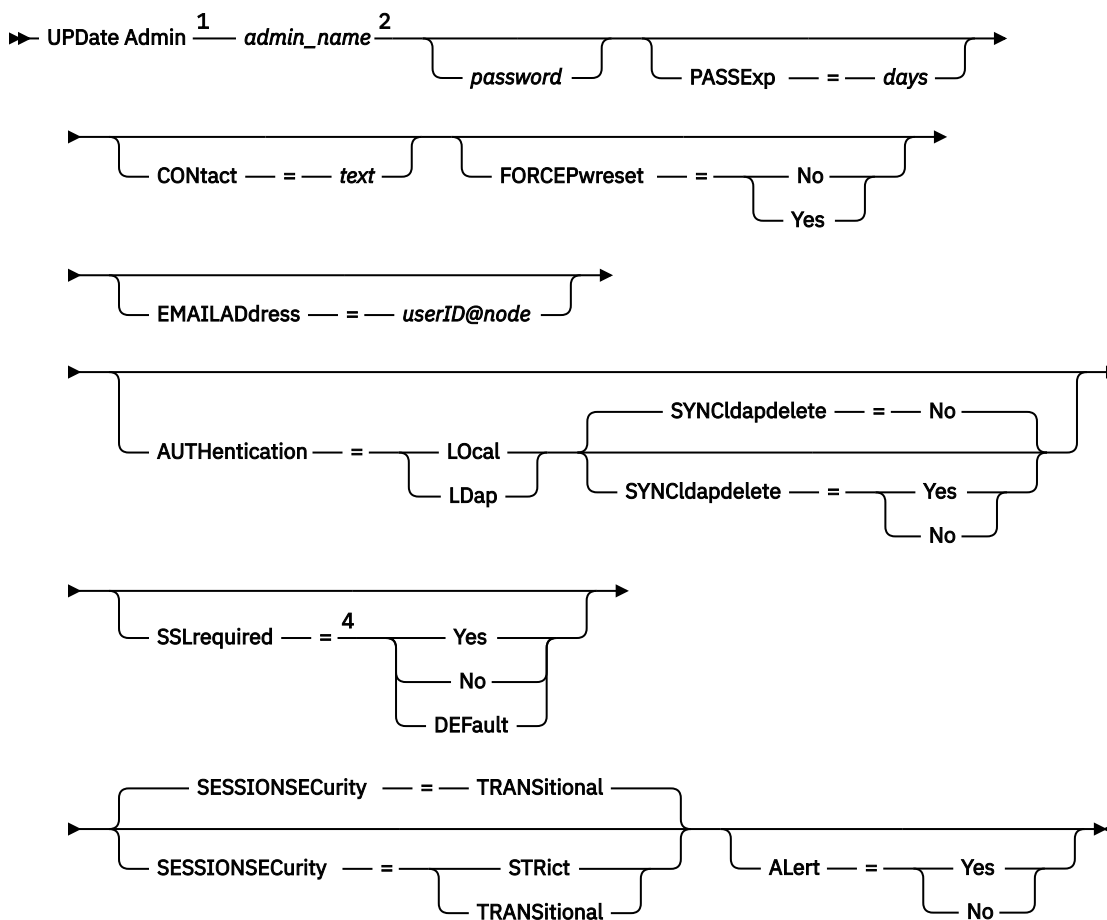 UPDate Admin 1 admin_name 2
password
PASSExp = days
CONtact = text
FORCEPwreset = No
Yes
EMAILADdress = userID@node
SYNCldapdelete = No
AUTHentication = LOcal
LDap
SYNCldapdelete = Yes
No
SSLrequired = 4 Yes
No
DEFault
SESSIONSECurity = TRANSitional
SESSIONSECurity = STRict
TRANSitional
ALert = Yes
No